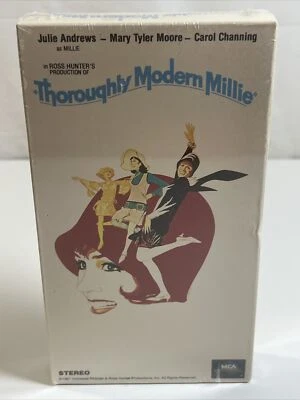 Julie Andrews – Mary Tyler Moore – Carol Channing
as MILLIE
in ROSS HUNTER'S
PRODUCTION OF
Thoroughly Modern Millie
STEREO
MCA